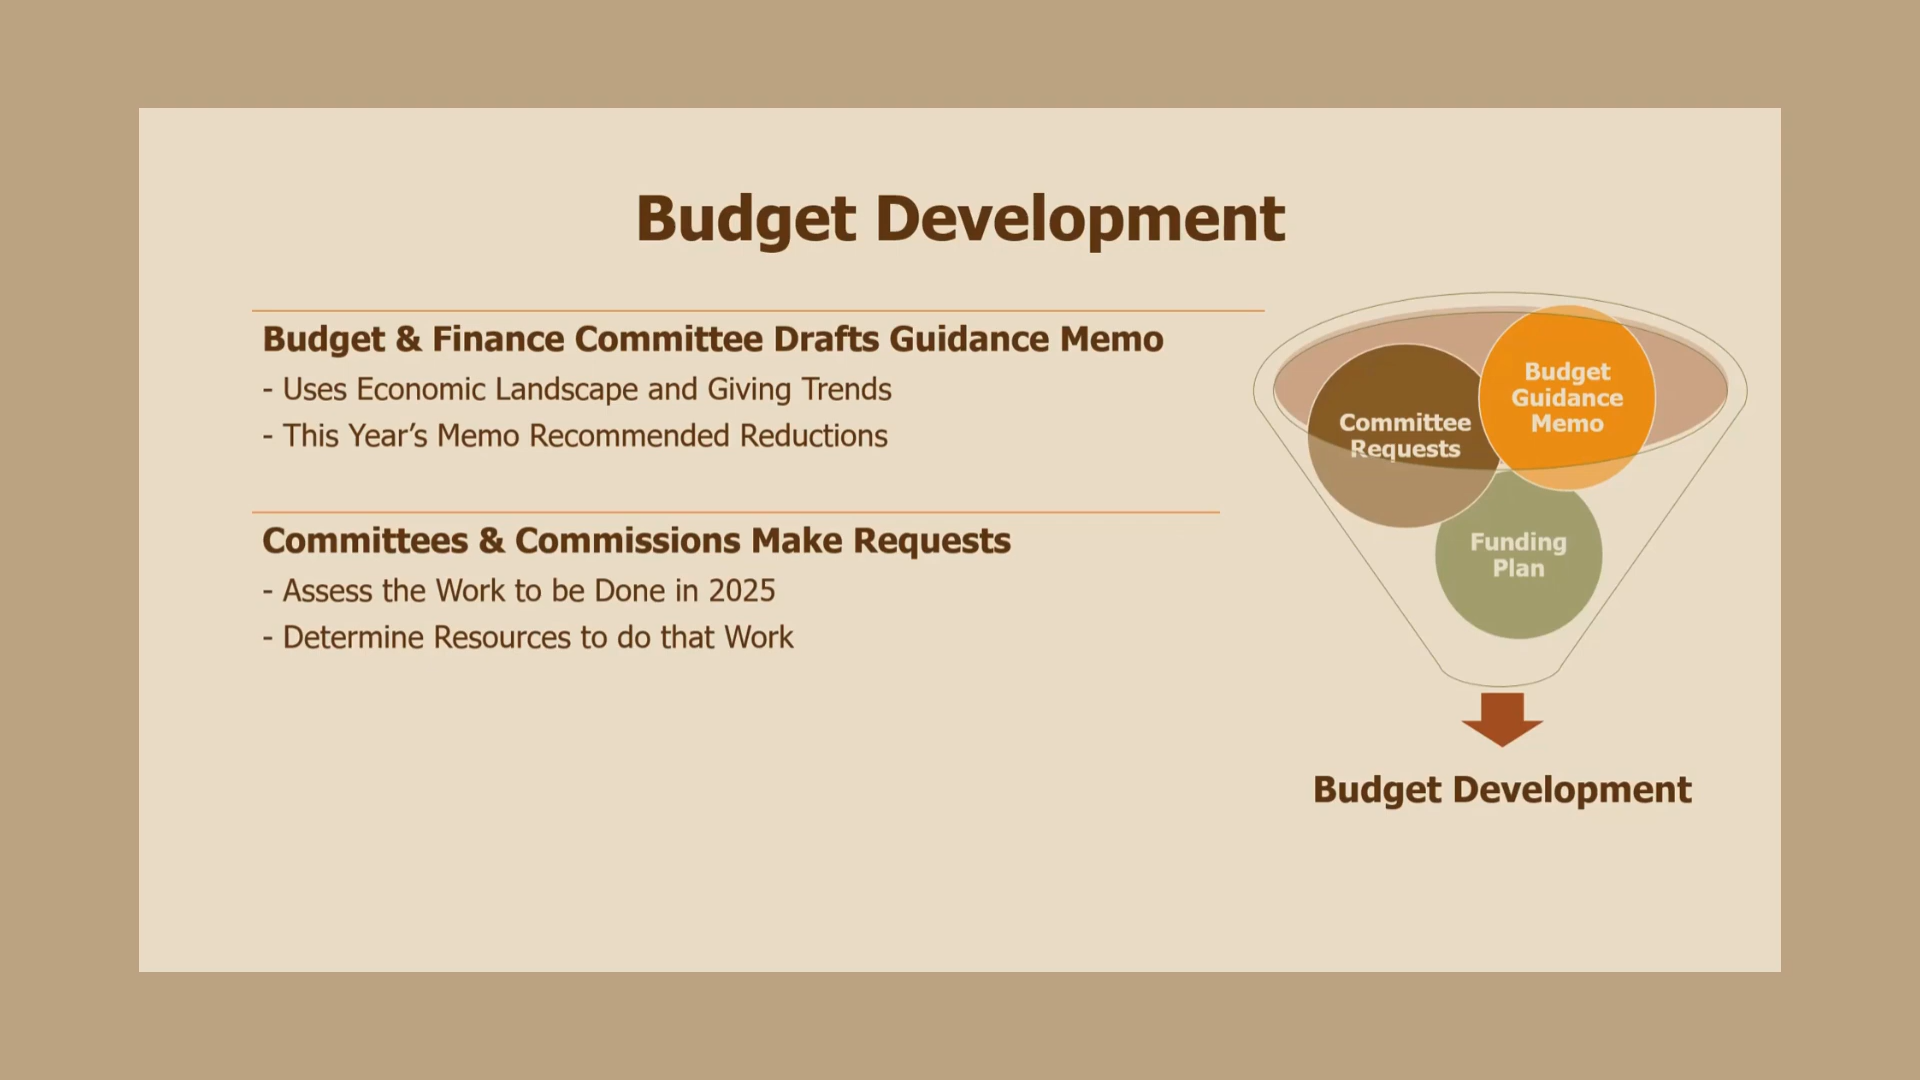 Budget Development
Budget & Finance Committee Drafts Guidance Memo
- Uses Economic Landscape and Giving Trends
- This Year’s Memo Recommended Reductions
Committees & Commissions Make Requests
- Assess the Work to be Done in 2025
- Determine Resources to do that Work
Committee
Requests
Budget
Guidance
Memo
Funding
Plan
Budget Development